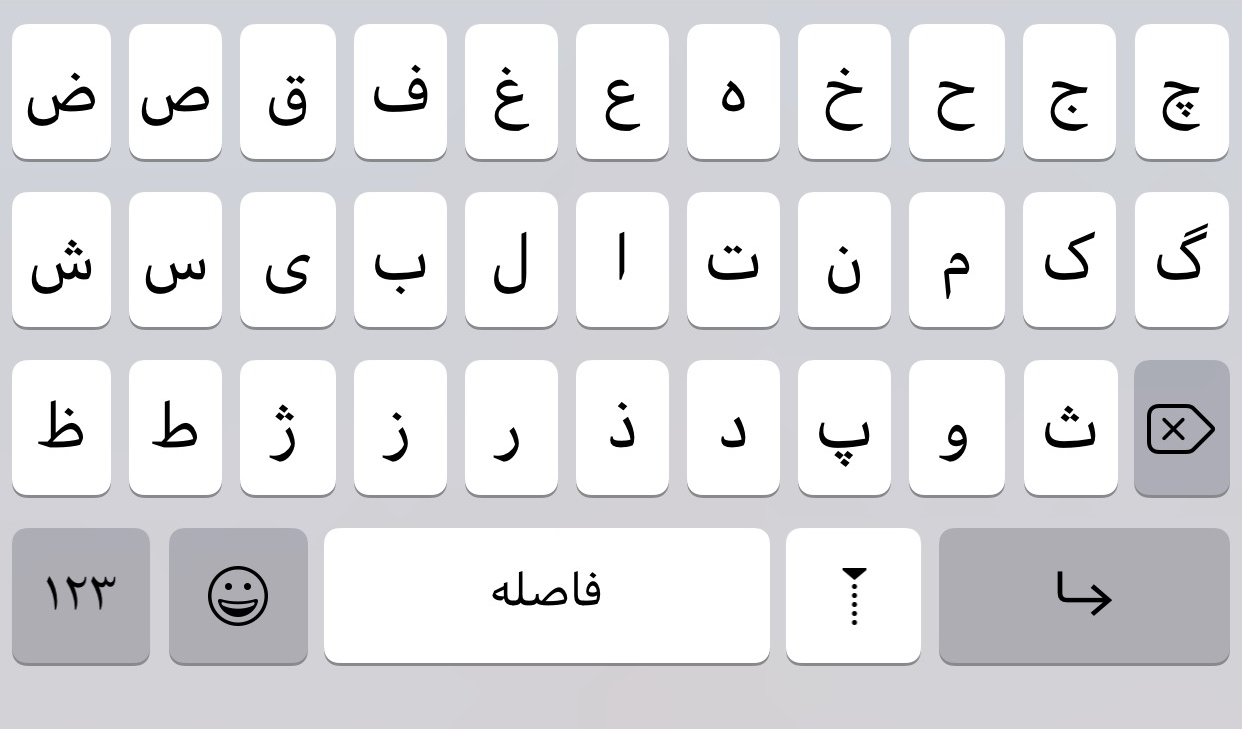 ض ص ق ف غ ع ه خ ح ج چ
ش س ی ب ل ا ت ن م ک گ
ظ ط ژ ز ر ذ د پ و ث
۱۲۳ فاصله